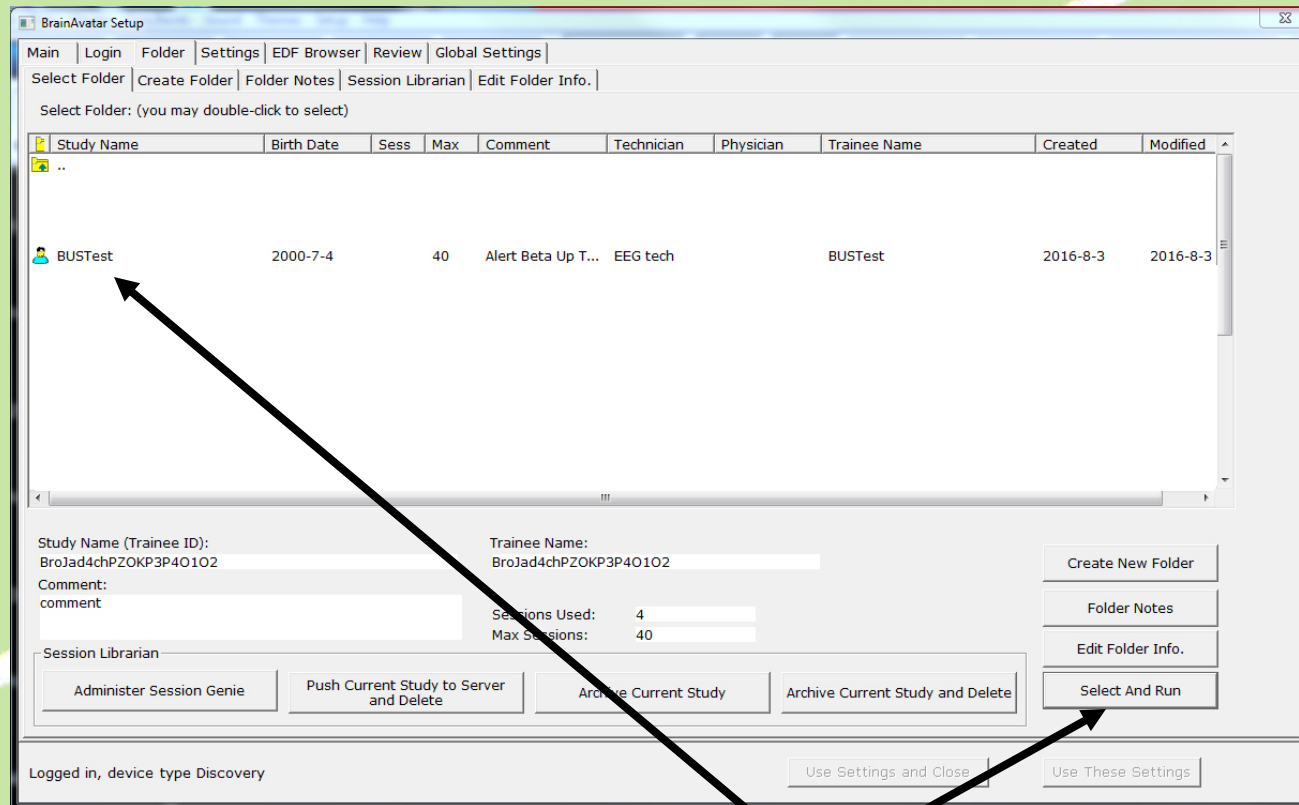 BrainAvatar Setup
Main Login Folder Settings EDF Browser Review Global Settings
Select Folder Create Folder Folder Notes Session Librarian Edit Folder Info.
Select Folder: (you may double-click to select)
Study Name Birth Date Sess Max Comment Technician Physician Trainee Name Created Modified
..
BUSTest 2000-7-4 40 Alert Beta Up T... EEG tech BUSTest 2016-8-3 2016-8-3
Study Name (Trainee ID): Trainee Name:
BroJad4chPZOKP3P4O1O2 BroJad4chPZOKP3P4O1O2
Create New Folder
Comment:
comment
Sessions Used: 4
Folder Notes
Max Sessions: 40
Edit Folder Info.
Session Librarian
Administer Session Genie Push Current Study to Server and Delete Archive Current Study Archive Current Study and Delete Select And Run
Logged in, device type Discovery Use Settings and Close Use These Settings